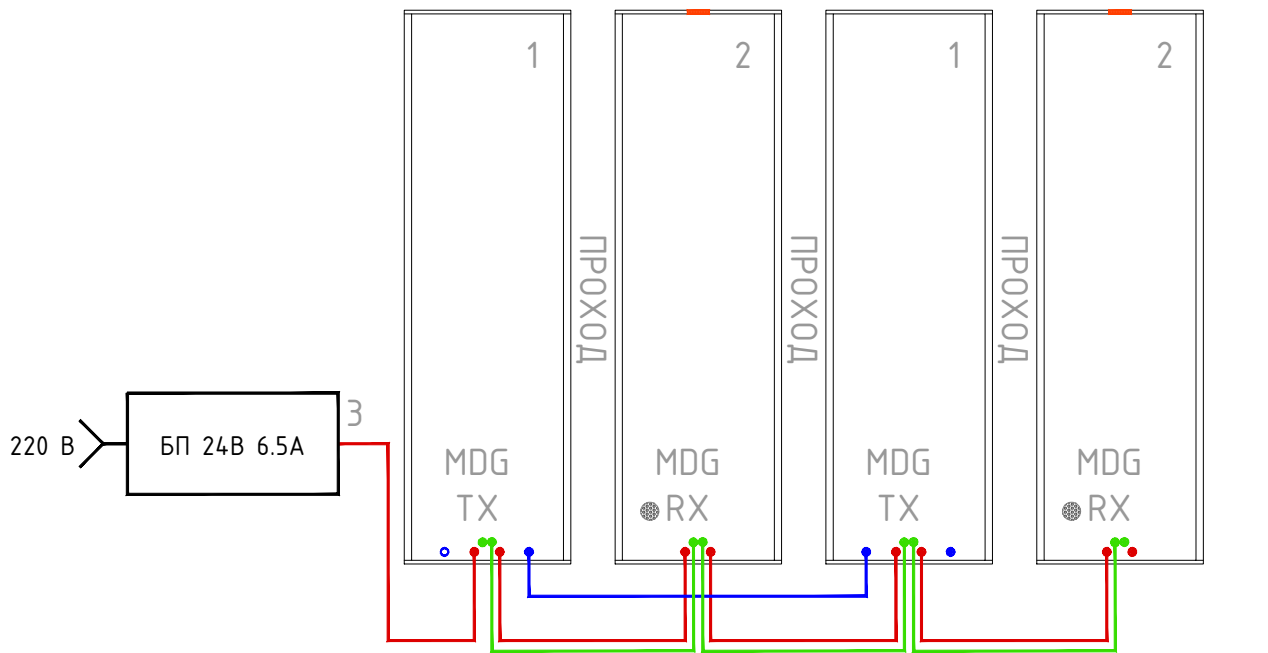 1
2
1
2
ПРОХОД
ПРОХОД
ПРОХОД
3
220 В
БП 24В 6.5А
MDG
TX
MDG
RX
MDG
TX
MDG
RX